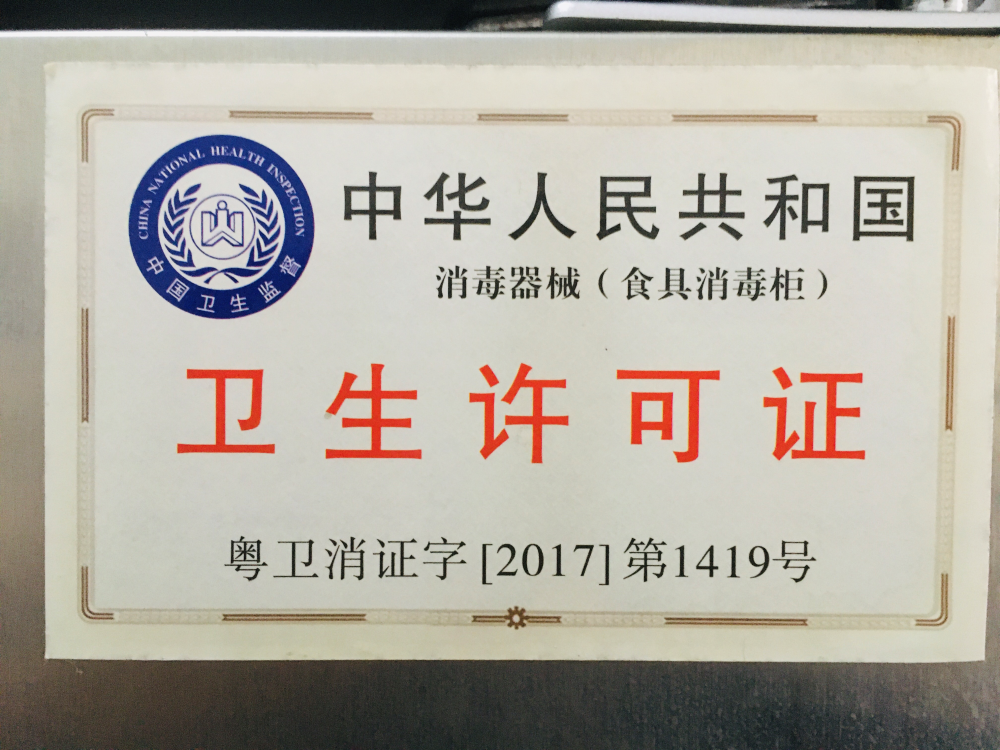 CHINA NATIONAL HEALTH INSPECTION
中国卫生监督
中华人民共和国
消毒器械（食具消毒柜）
卫生许可证
粤卫消证字[2017]第1419号